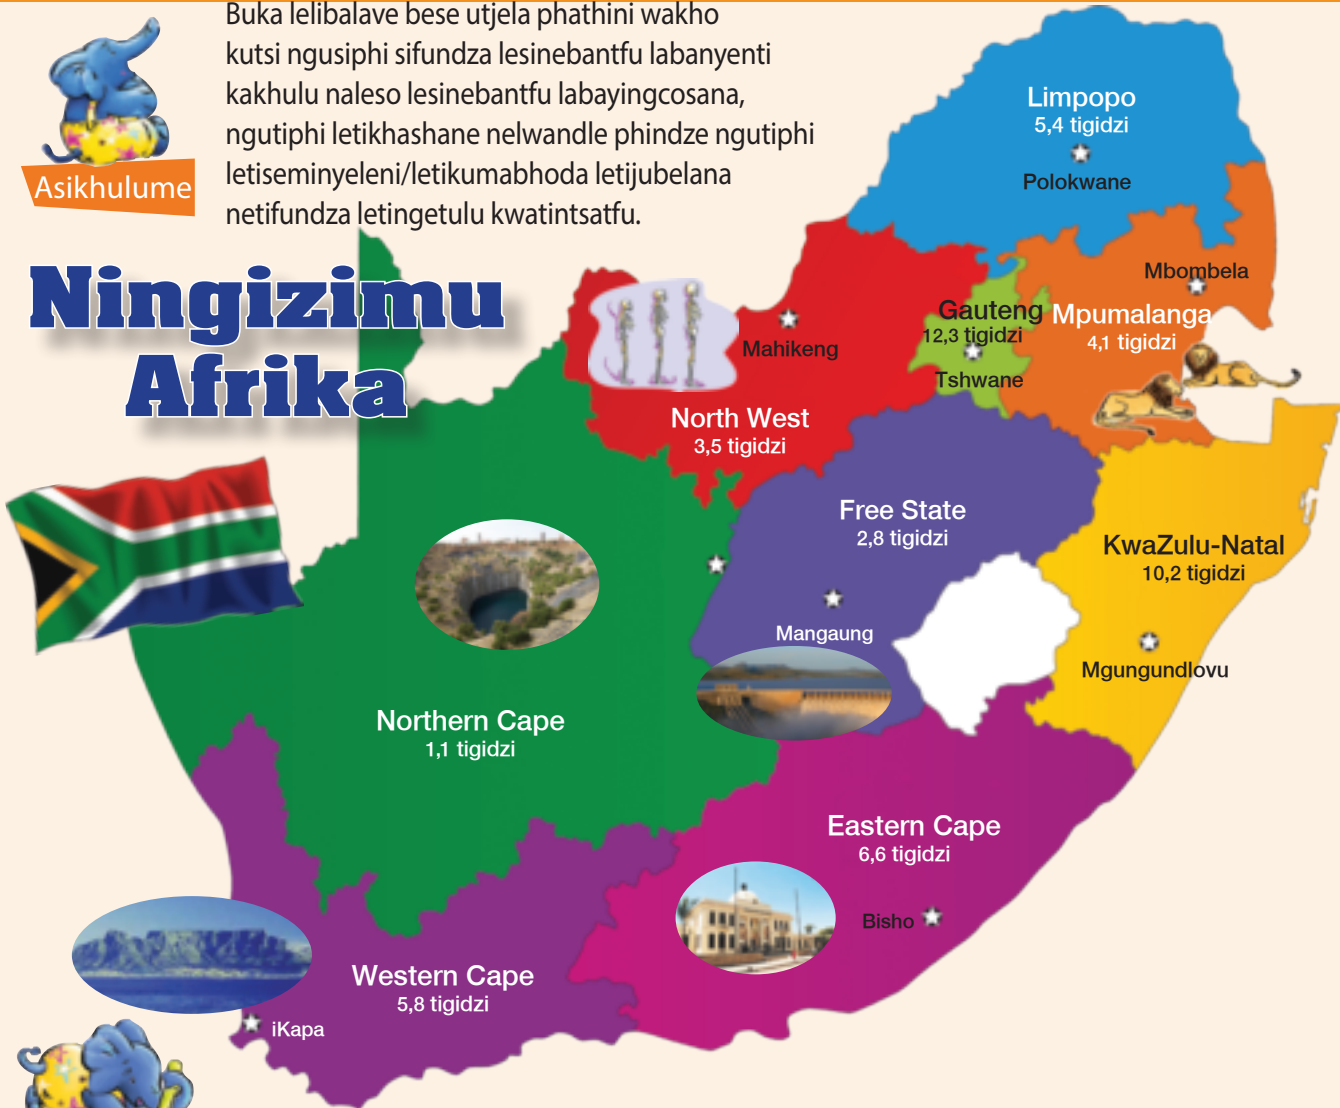 Buka lelibalave bese utjela phathini wakho
kutsi ngusiphi sifundza lesinebantfu labanyenti
kakhulu naleso lesinebantfu labayingcosana,
ngutiphi letikhashane nelwandle phindze ngutiphi
letiseminyeleni/letikumabhoda letijubelana
netifundza letingetulu kwatintsatfu.
Asikhulume
Ningizimu
Afrika
Limpopo
5,4 tigidzi
Polokwane
Mbombela
Mpumalanga
4,1 tigidzi
Gauteng
12,3 tigidzi
Tshwane
Mahikeng
North West
3,5 tigidzi
Free State
2,8 tigidzi
Mangaung
KwaZulu-Natal
10,2 tigidzi
Mgungundlovu
Northern Cape
1,1 tigidzi
Eastern Cape
6,6 tigidzi
Bisho
Western Cape
5,8 tigidzi
iKapa